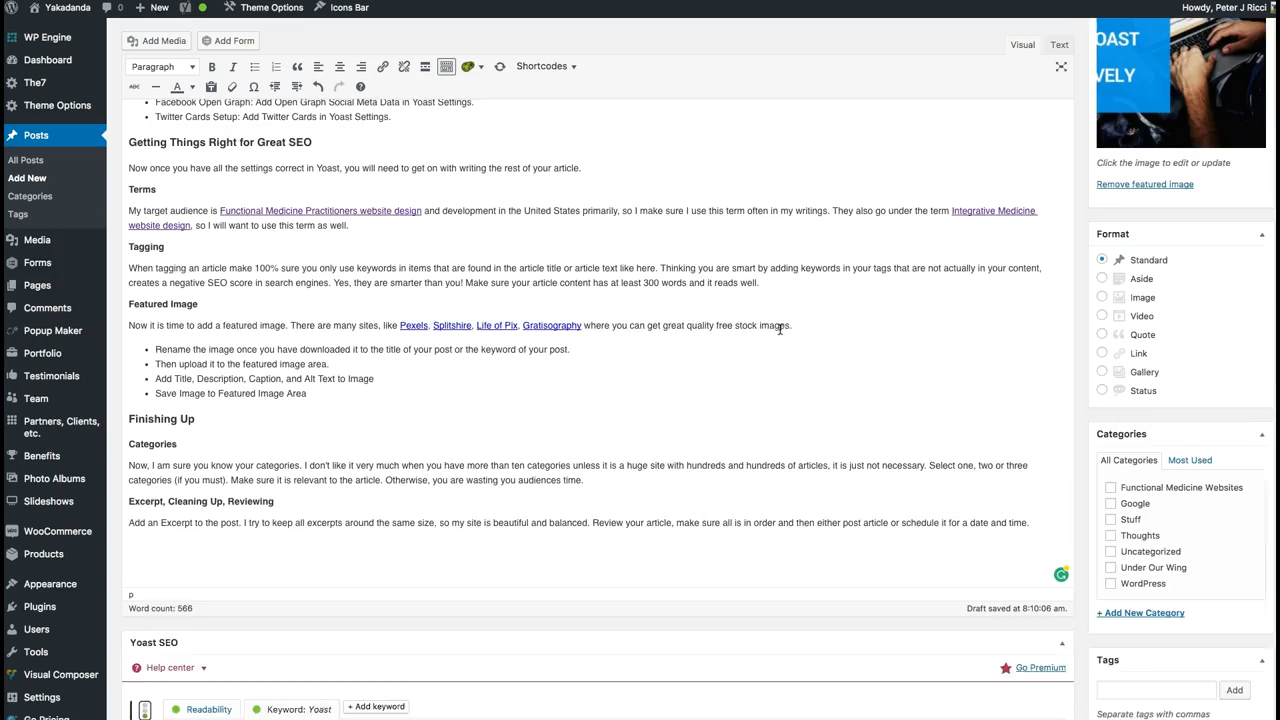 Yakadanda
0
New
Theme Options
Icons Bar
Howdy, Peter J Ricci
WP Engine
Dashboard
The7
Theme Options
Posts
All Posts
Add New
Categories
Tags
Media
Forms
Pages
Comments
Popup Maker
Portfolio
Testimonials
Team
Partners, Clients,
etc.
Benefits
Photo Albums
Slideshows
WooCommerce
Products
Appearance
Plugins
Users
Tools
Visual Composer
Settings
Go Pricing
Add Media
Add Form
Visual
Text
Paragraph
Shortcodes
• Facebook Open Graph: Add Open Graph Social Meta Data in Yoast Settings.
• Twitter Cards Setup: Add Twitter Cards in Yoast Settings.
Getting Things Right for Great SEO
Now once you have all the settings correct in Yoast, you will need to get on with writing the rest of your article.
Terms
My target audience is Functional Medicine Practitioners website design and development in the United States primarily, so I make sure I use this term often in my writings. They also go under the term Integrative Medicine
website design, so I will want to use this term as well.
Tagging
When tagging an article make 100% sure you only use keywords in items that are found in the article title or article text like here. Thinking you are smart by adding keywords in your tags that are not actually in your content,
creates a negative SEO score in search engines. Yes, they are smarter than you! Make sure your article content has at least 300 words and it reads well.
Featured Image
Now it is time to add a featured image. There are many sites, like Pexels, Splitshire, Life of Pix, Gratisography where you can get great quality free stock images.
• Rename the image once you have downloaded it to the title of your post or the keyword of your post.
• Then upload it to the featured image area.
• Add Title, Description, Caption, and Alt Text to Image
• Save Image to Featured Image Area
Finishing Up
Categories
Now, I am sure you know your categories. I don't like it very much when you have more than ten categories unless it is a huge site with hundreds and hundreds of articles, it is just not necessary. Select one, two or three
categories (if you must). Make sure it is relevant to the article. Otherwise, you are wasting you audiences time.
Excerpt, Cleaning Up, Reviewing
Add an Excerpt to the post. I try to keep all excerpts around the same size, so my site is beautiful and balanced. Review your article, make sure all is in order and then either post article or schedule it for a date and time.
p
Word count: 566
Draft saved at 8:10:06 am.
Yoast SEO
Help center
Go Premium
Readability
Keyword: Yoast
+ Add keyword
OAST
VELY
Click the image to edit or update
Remove featured image
Format
Standard
Aside
Image
Video
Quote
Link
Gallery
Status
Categories
All Categories
Most Used
Functional Medicine Websites
Google
Stuff
Thoughts
Uncategorized
Under Our Wing
WordPress
+ Add New Category
Tags
Add
Separate tags with commas